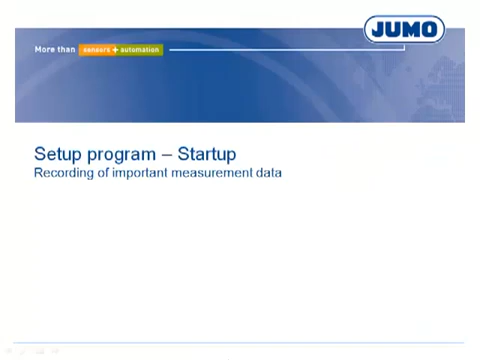 JUMO
More than sensors + automation
Setup program – Startup
Recording of important measurement data